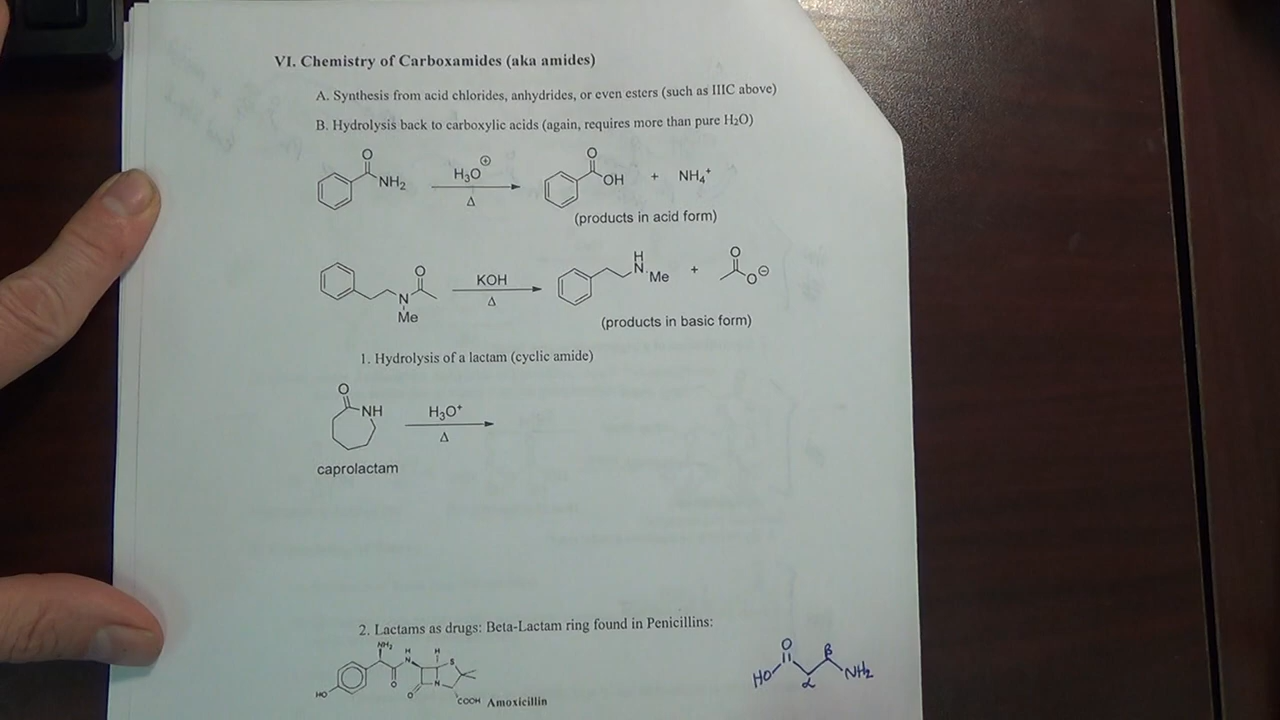 VI. Chemistry of Carboxamides (aka amides)
A. Synthesis from acid chlorides, anhydrides, or even esters (such as IIIC above)
B. Hydrolysis back to carboxylic acids (again, requires more than pure H₂O)
O NH₂ H₃O⊕ Δ O OH + NH₄⁺
(products in acid form)
O N Me KOH Δ H N Me + O O⊖
(products in basic form)
1. Hydrolysis of a lactam (cyclic amide)
O NH H₃O⁺ Δ
caprolactam
2. Lactams as drugs: Beta-Lactam ring found in Penicillins:
HO NH₂ O H N H S O N COOH Amoxicillin
HO O α β NH₂